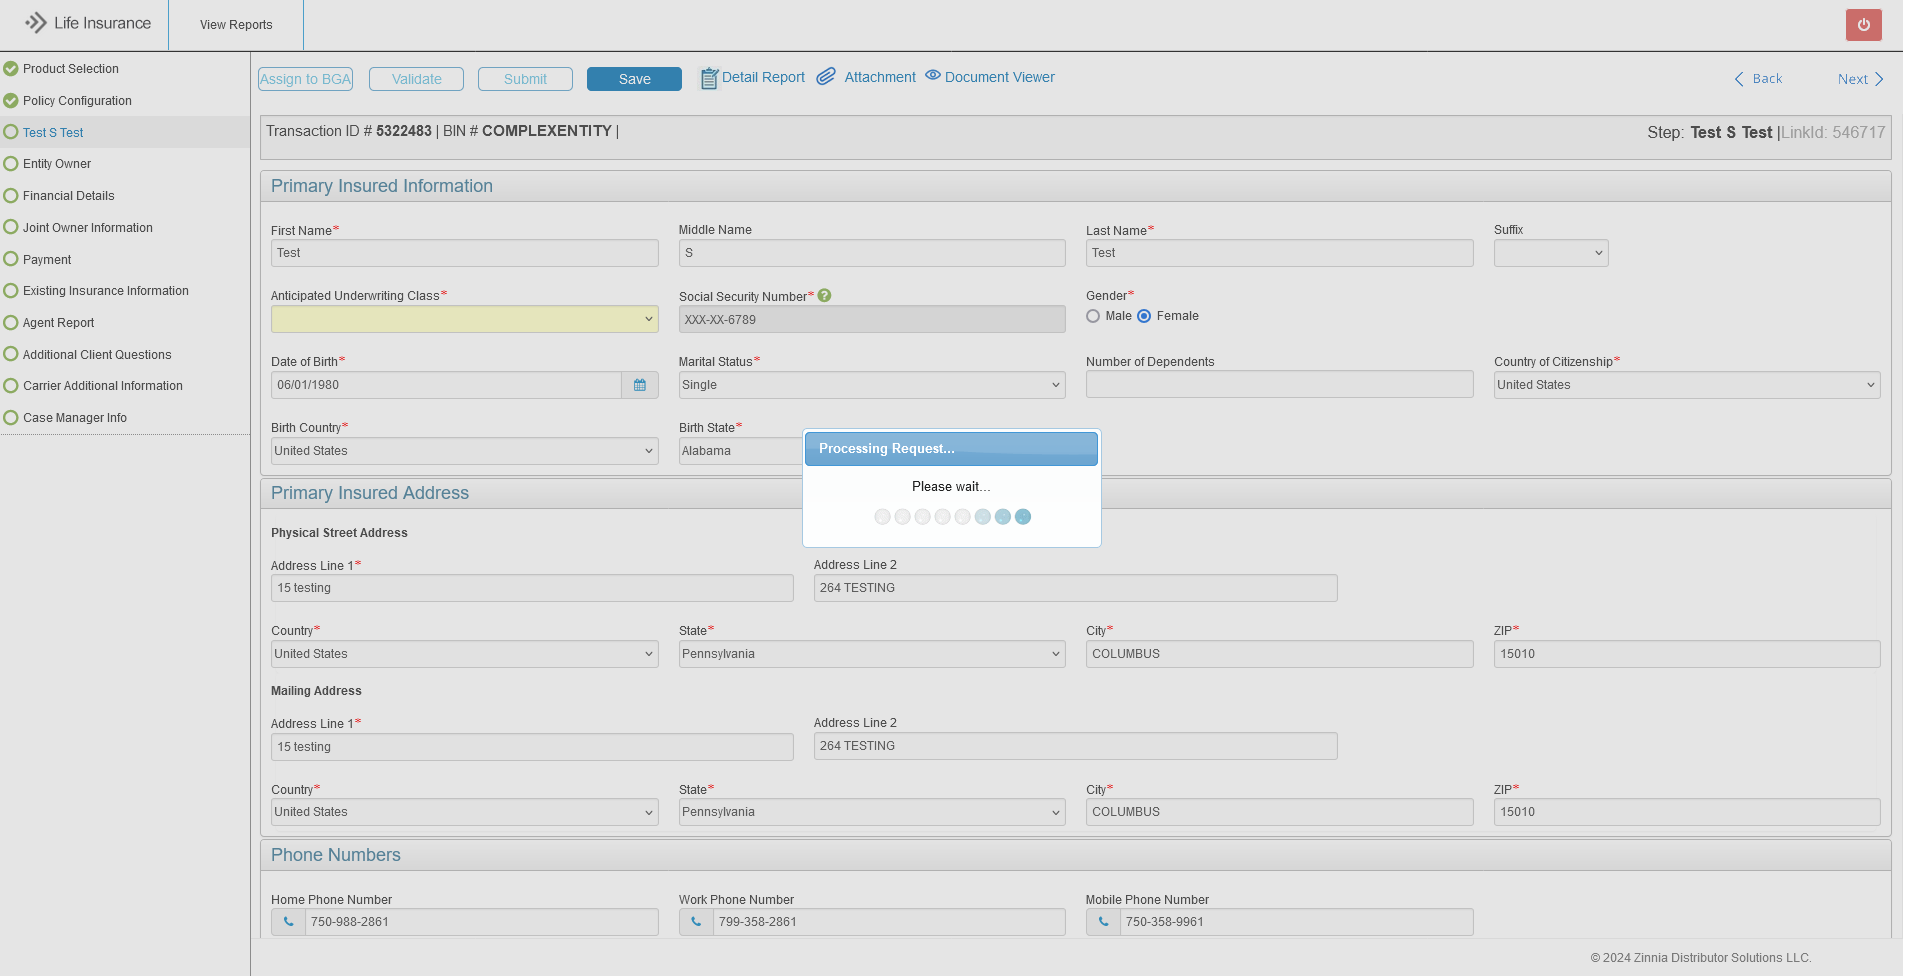 Life Insurance
View Reports
Product Selection
Policy Configuration
Test S Test
Entity Owner
Financial Details
Joint Owner Information
Payment
Existing Insurance Information
Agent Report
Additional Client Questions
Carrier Additional Information
Case Manager Info
Assign to BGA Validate Submit Save Detail Report Attachment Document Viewer Back Next
Transaction ID # 5322483 | BIN # COMPLEXENTITY | Step: Test S Test |LinkId: 546717
Primary Insured Information
First Name* Middle Name Last Name* Suffix
Test S Test
Anticipated Underwriting Class* Social Security Number* ? Gender*
XXX-XX-6789 Male Female
Date of Birth* Marital Status* Number of Dependents Country of Citizenship*
06/01/1980 Single United States
Birth Country* Birth State*
United States Alabama
Processing Request...
Please wait...
Primary Insured Address
Physical Street Address
Address Line 1* Address Line 2
15 testing 264 TESTING
Country* State* City* ZIP*
United States Pennsylvania COLUMBUS 15010
Mailing Address
Address Line 1* Address Line 2
15 testing 264 TESTING
Country* State* City* ZIP*
United States Pennsylvania COLUMBUS 15010
Phone Numbers
Home Phone Number Work Phone Number Mobile Phone Number
750-988-2861 799-358-2861 750-358-9961
© 2024 Zinnia Distributor Solutions LLC.